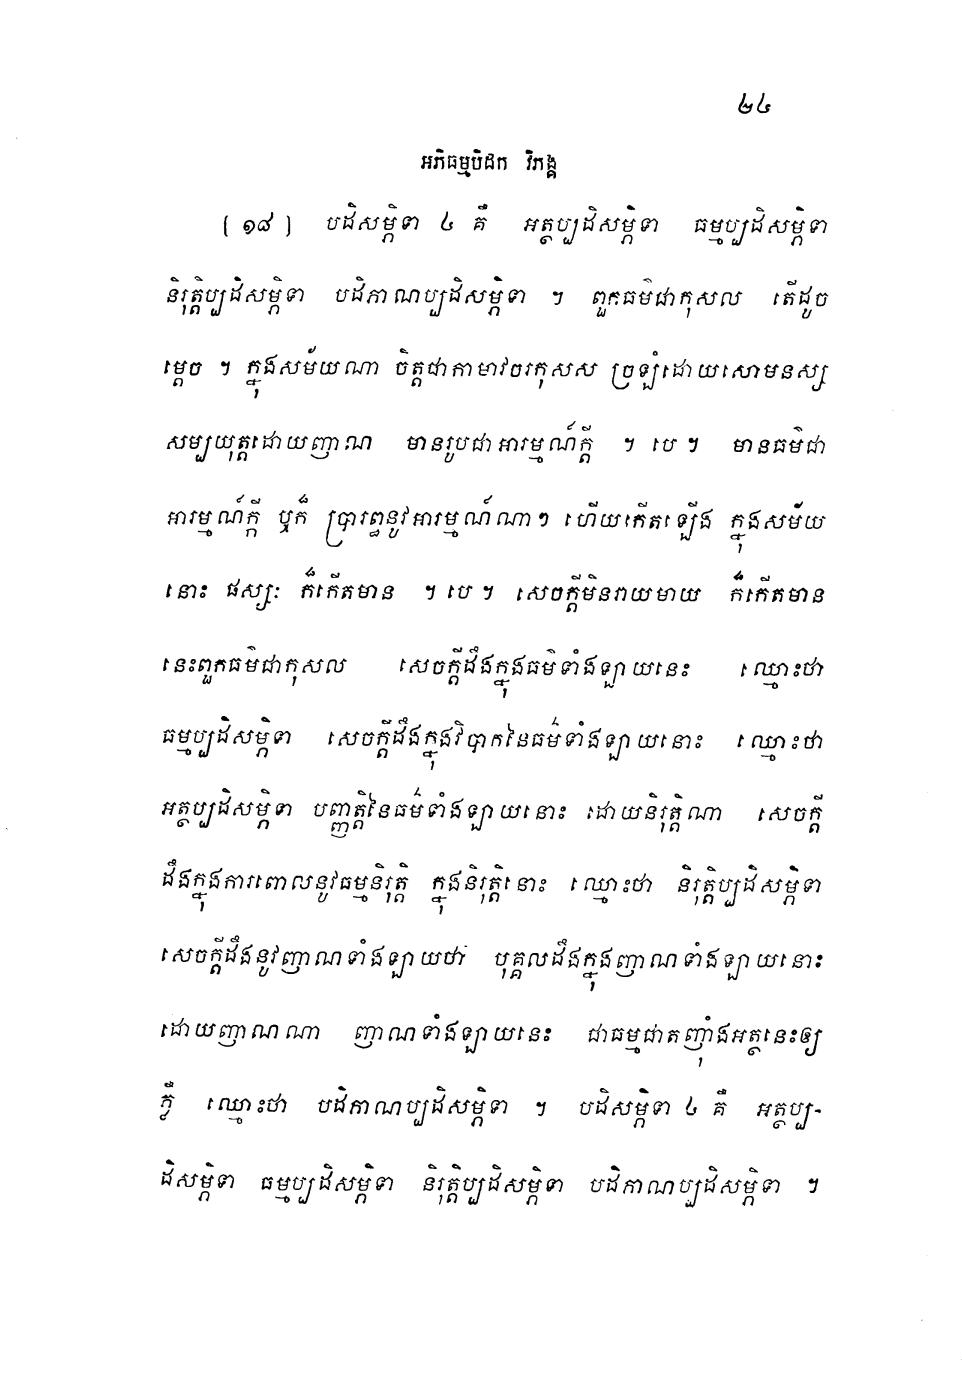 ២៤
អភិធម្មបិដក វិភង្គ
[១៨] បដិសម្ភិទា ៤ គឺ អត្ថប្បដិសម្ភិទា ធម្មប្បដិសម្ភិទា
និរុត្តិប្បដិសម្ភិទា បដិភាណប្បដិសម្ភិទា ។ ពួកធម៌ជាកុសល តើដូច
ម្តេច ។ ក្នុងសម័យណា ចិត្តជាកាមាវចរកុសល ច្រឡំដោយសោមនស្ស
សម្បយុត្តដោយញាណ មានរូបជាអារម្មណ៍ក្តី ។ បេ ។ មានធម៌ជា
អារម្មណ៍ក្តី ឬក៏ ប្រារព្ធនូវអារម្មណ៍ណាៗ ហើយកើតឡើង ក្នុងសម័យ
នោះ ផស្សៈ ក៏កើតមាន ។ បេ ។ សេចក្តីមិនរាយមាយ ក៏កើតមាន
នេះពួកធម៌ជាកុសល សេចក្តីដឹងក្នុងធម៌ទាំងឡាយនេះ ឈ្មោះថា
ធម្មប្បដិសម្ភិទា សេចក្តីដឹងក្នុងវិបាកនៃធម៌ទាំងឡាយនោះ ឈ្មោះថា
អត្ថប្បដិសម្ភិទា បញ្ញត្តិនៃធម៌ទាំងឡាយនោះ ដោយនិរុត្តិណា សេចក្តី
ដឹងក្នុងការពោលនូវធម្មនិរុត្តិ ក្នុងនិរុត្តិនោះ ឈ្មោះថា និរុត្តិប្បដិសម្ភិទា
សេចក្តីដឹងនូវញាណទាំងឡាយថា បុគ្គលដឹងក្នុងញាណទាំងឡាយនោះ
ដោយញាណណា ញាណទាំងឡាយនេះ ជាធម្មជាតញ៉ាំងអត្ថនេះឲ្យ
ភ្លឺ ឈ្មោះថា បដិភាណប្បដិសម្ភិទា ។ បដិសម្ភិទា ៤ គឺ អត្ថប្ប-
ដិសម្ភិទា ធម្មប្បដិសម្ភិទា និរុត្តិប្បដិសម្ភិទា បដិភាណប្បដិសម្ភិទា ។